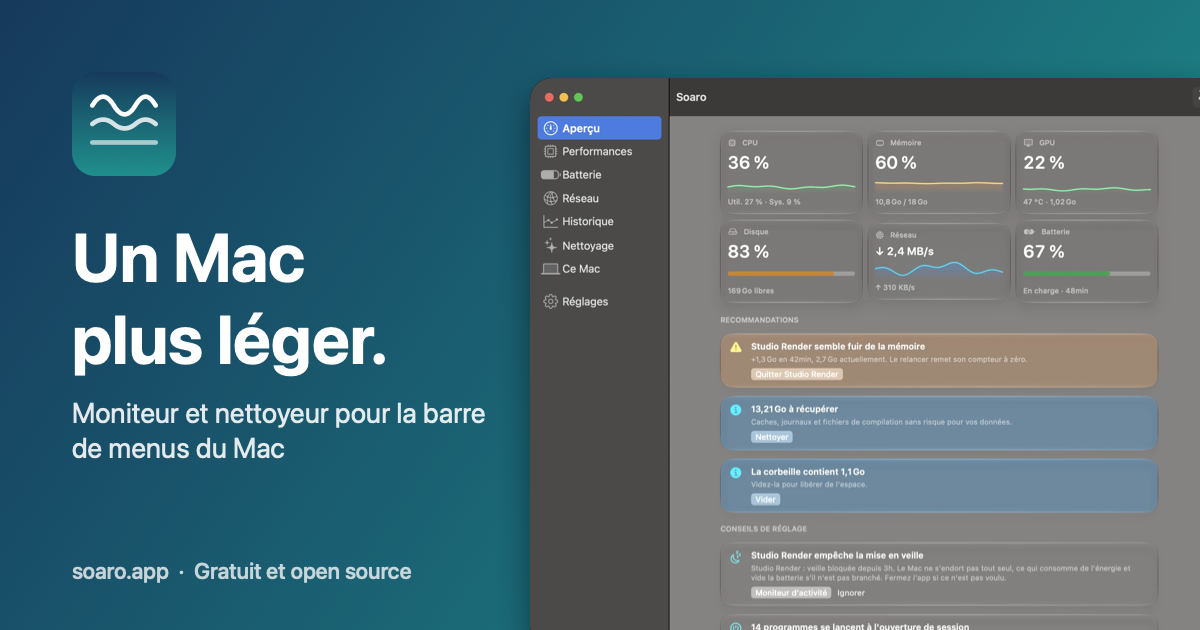 Un Mac
plus léger.
Moniteur et nettoyeur pour la barre
de menus du Mac
soaro.app · Gratuit et open source
Soaro
Aperçu
Performances
Batterie
Réseau
Historique
Nettoyage
Ce Mac
Réglages
CPU
36 %
Util. 27 % · Sys. 9 %
Mémoire
60 %
10,8 Go / 18 Go
GPU
22 %
47 °C · 1,02 Go
Disque
83 %
169 Go libres
Réseau
↓ 2,4 MB/s
↑ 310 KB/s
Batterie
67 %
En charge · 48min
RECOMMANDATIONS
Studio Render semble fuir de la mémoire
+1,3 Go en 42min, 2,7 Go actuellement. Le relancer remet son compteur à zéro.
Quitter Studio Render
13,21 Go à récupérer
Caches, journaux et fichiers de compilation sans risque pour vos données.
Nettoyer
La corbeille contient 1,1 Go
Videz-la pour libérer de l'espace.
Vider
CONSEILS DE RÉGLAGE
Studio Render empêche la mise en veille
Studio Render : veille bloquée depuis 3h. Le Mac ne s'endort pas tout seul, ce qui consomme de l'énergie et
vide la batterie s'il n'est pas branché. Fermez l'app si ce n'est pas voulu.
Moniteur d'activité Ignorer
14 programmes se lancent à l'ouverture de session